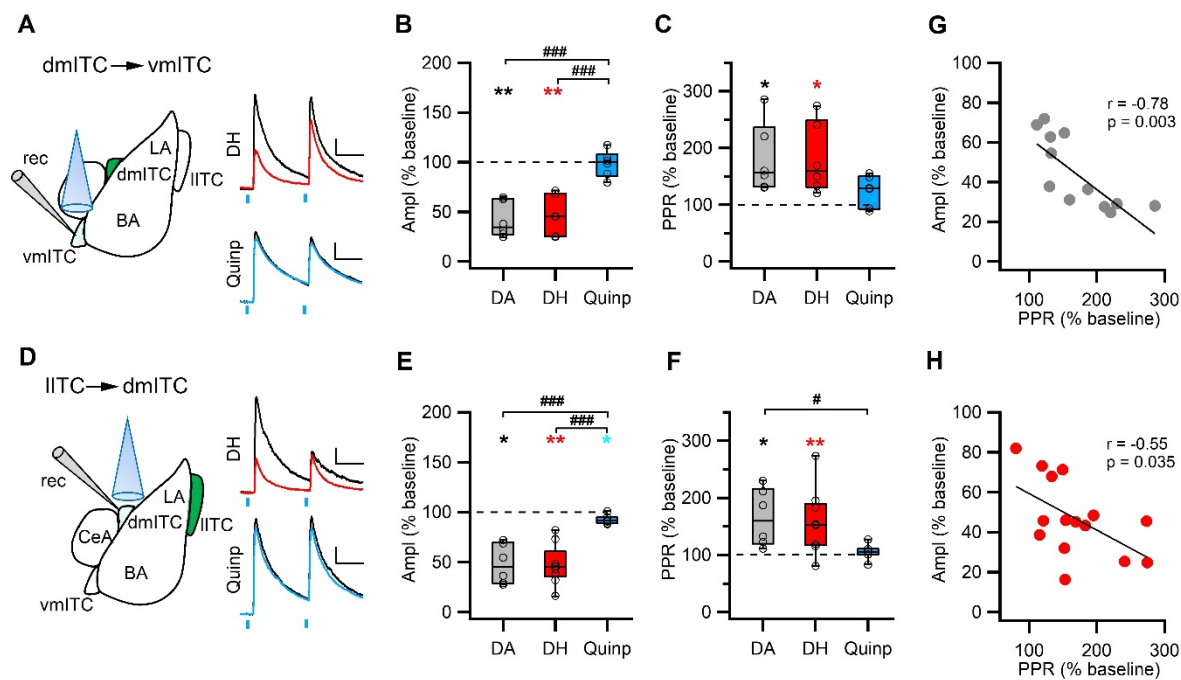 A
dmITC → vmITC
rec
LA
dmITC
lITC
BA
vmITC
DH
Quinp
B
Ampl (% baseline)
200
150
100
50
0
###
###
**
**
DA
DH
Quinp
C
PPR (% baseline)
300
200
100
0
*
*
DA
DH
Quinp
G
Ampl (% baseline)
100
80
60
40
20
0
r = -0.78
p = 0.003
100
200
300
PPR (% baseline)
D
lITC → dmITC
rec
LA
dmITC
lITC
CeA
BA
vmITC
DH
Quinp
E
Ampl (% baseline)
200
150
100
50
0
###
###
*
**
*
DA
DH
Quinp
F
PPR (% baseline)
300
200
100
0
#
*
**
DA
DH
Quinp
H
Ampl (% baseline)
100
80
60
40
20
0
r = -0.55
p = 0.035
100
200
300
PPR (% baseline)